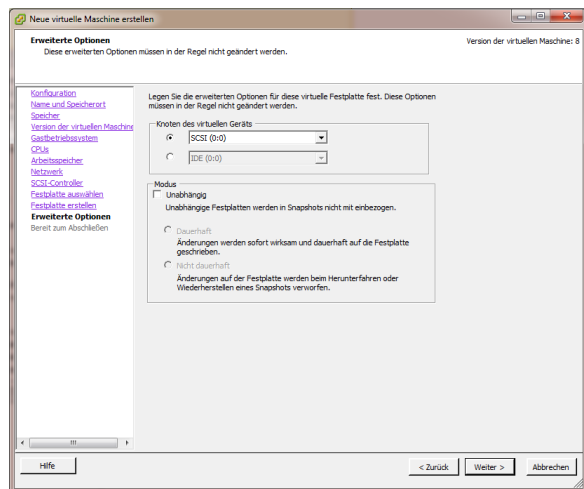 Neue virtuelle Maschine erstellen
Erweiterte Optionen
Diese erweiterten Optionen müssen in der Regel nicht geändert werden.
Version der virtuellen Maschine: 8
Konfiguration
Name und Speicherort
Speicher
Version der virtuellen Maschine
Gastbetriebssystem
CPUs
Arbeitsspeicher
Netzwerk
SCSI-Controller
Festplatte auswählen
Festplatte erstellen
Erweiterte Optionen
Bereit zum Abschließen
Legen Sie die erweiterten Optionen für diese virtuelle Festplatte fest. Diese Optionen
müssen in der Regel nicht geändert werden.
Knoten des virtuellen Geräts
SCSI (0:0)
IDE (0:0)
Modus
Unabhängig
Unabhängige Festplatten werden in Snapshots nicht mit einbezogen.
Dauerhaft
Änderungen werden sofort wirksam und dauerhaft auf die Festplatte
geschrieben.
Nicht dauerhaft
Änderungen auf der Festplatte werden beim Herunterfahren oder
Wiederherstellen eines Snapshots verworfen.
Hilfe
< Zurück
Weiter >
Abbrechen